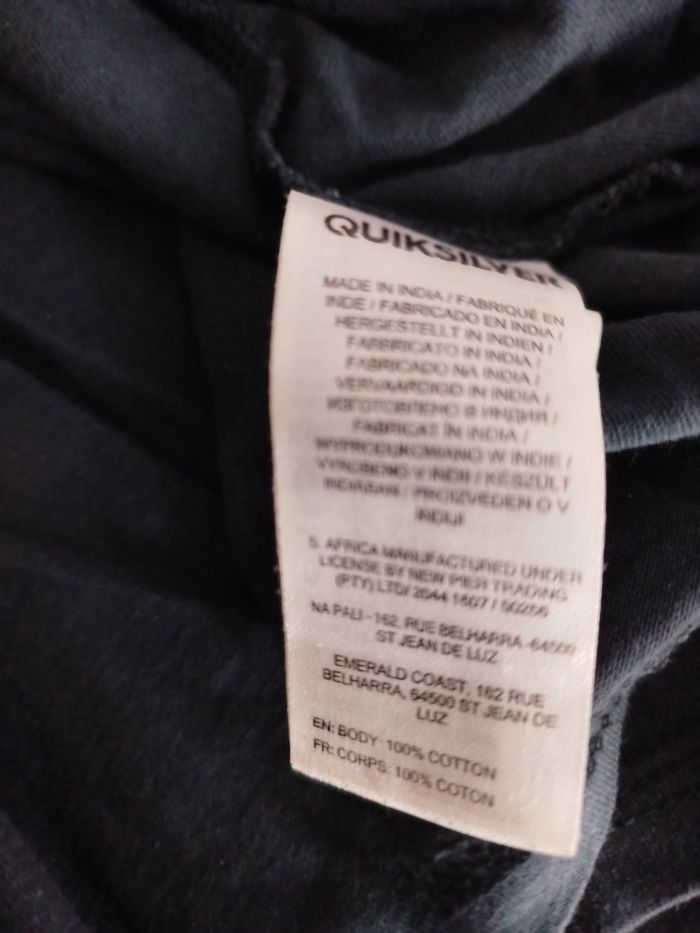 QUIKSILVER
MADE IN INDIA / FABRIQUÉ EN
INDE / FABRICADO EN INDIA /
HERGESTELLT IN INDIEN /
FABBRICATO IN INDIA /
FABRICADO NA INDIA /
VERVAARDIGD IN INDIA /
ИЗГОТОВЛЕНО В ИНДИЯ /
FABRICAT ÎN INDIA /
WYPRODUKOWANO W INDIE /
VYROBENO V INDII / KÉSZÜLT
INDIÁBAN / PROIZVEDENO V
INDIJI
S. AFRICA MANUFACTURED UNDER
LICENSE BY NEW PIER TRADING
(PTY) LTD/ 2044 1607 / 50256
NA PALI - 162, RUE BELHARRA -64500
ST JEAN DE LUZ
EMERALD COAST, 162 RUE
BELHARRA, 64500 ST JEAN DE
LUZ
EN: BODY: 100% COTTON
FR: CORPS: 100% COTON